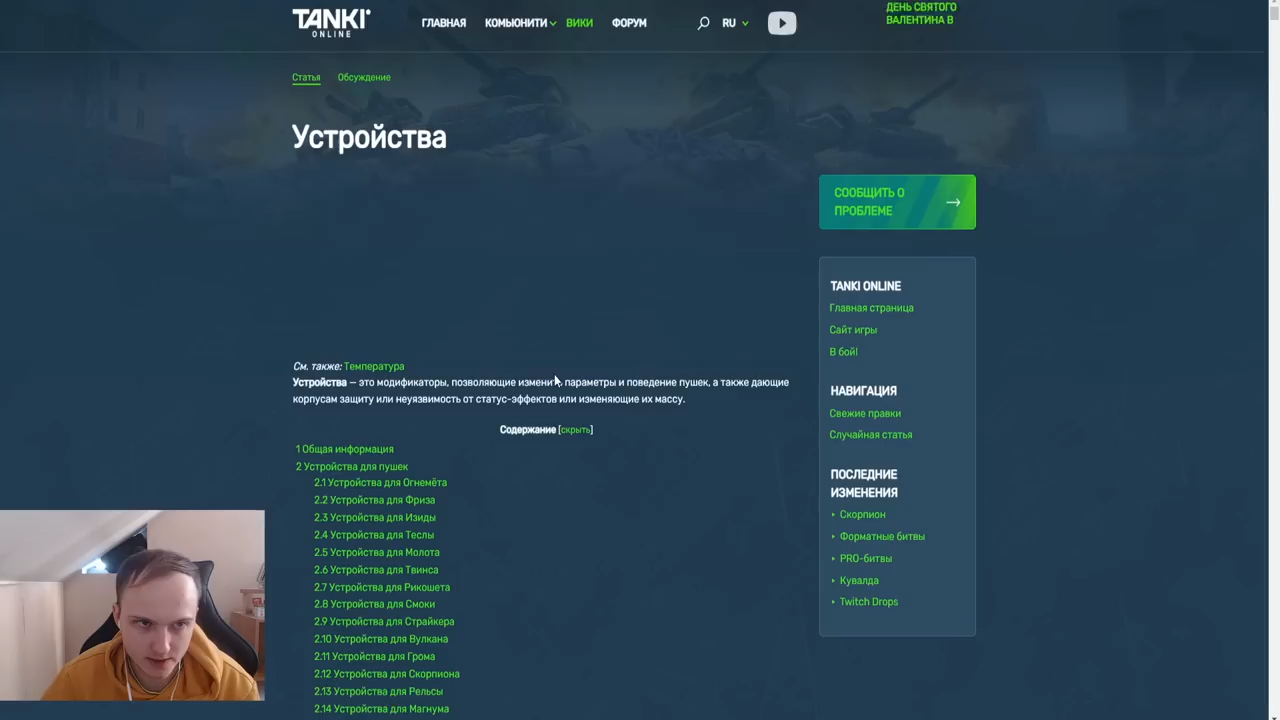 TANKI
ONLINE
ГЛАВНАЯ
КОМЬЮНИТИ
ВИКИ
ФОРУМ
RU
ДЕНЬ СВЯТОГО
ВАЛЕНТИНА В
Статья
Обсуждение
Устройства
СООБЩИТЬ О
ПРОБЛЕМЕ
См. также: Температура
Устройства — это модификаторы, позволяющие изменить параметры и поведение пушек, а также дающие
корпусам защиту или неуязвимость от статус-эффектов или изменяющие их массу.
Содержание [скрыть]
1 Общая информация
2 Устройства для пушек
2.1 Устройства для Огнемёта
2.2 Устройства для Фриза
2.3 Устройства для Изиды
2.4 Устройства для Теслы
2.5 Устройства для Молота
2.6 Устройства для Твинса
2.7 Устройства для Рикошета
2.8 Устройства для Смоки
2.9 Устройства для Страйкера
2.10 Устройства для Вулкана
2.11 Устройства для Грома
2.12 Устройства для Скорпиона
2.13 Устройства для Рельсы
2.14 Устройства для Магнума
TANKI ONLINE
Главная страница
Сайт игры
В бой!
НАВИГАЦИЯ
Свежие правки
Случайная статья
ПОСЛЕДНИЕ
ИЗМЕНЕНИЯ
Скорпион
Форматные битвы
PRO-битвы
Кувалда
Twitch Drops